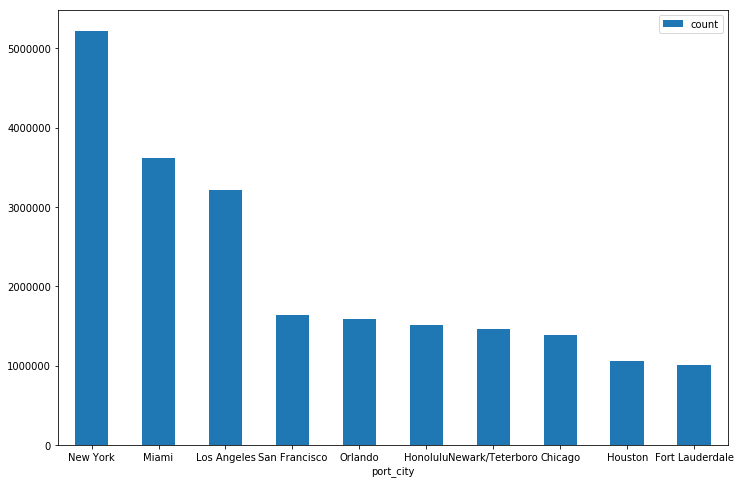 count
5000000
4000000
3000000
2000000
1000000
0
New York Miami Los Angeles San Francisco Orlando Honolulu Newark/Teterboro Chicago Houston Fort Lauderdale
port_city